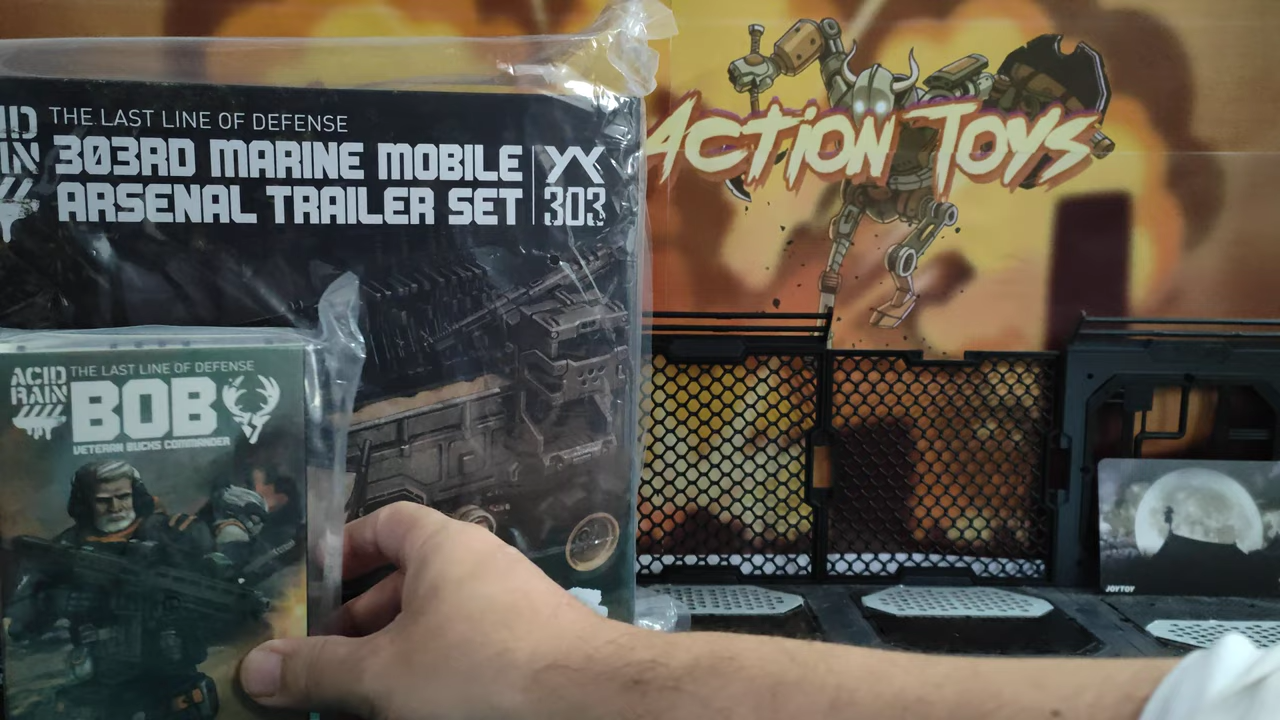 THE LAST LINE OF DEFENSE
303RD MARINE MOBILE
ARSENAL TRAILER SET
303
ACTION TOYS
ACID
RAIN
THE LAST LINE OF DEFENSE
BOB
VETERAN BUCKS COMMANDER
JOYTOY